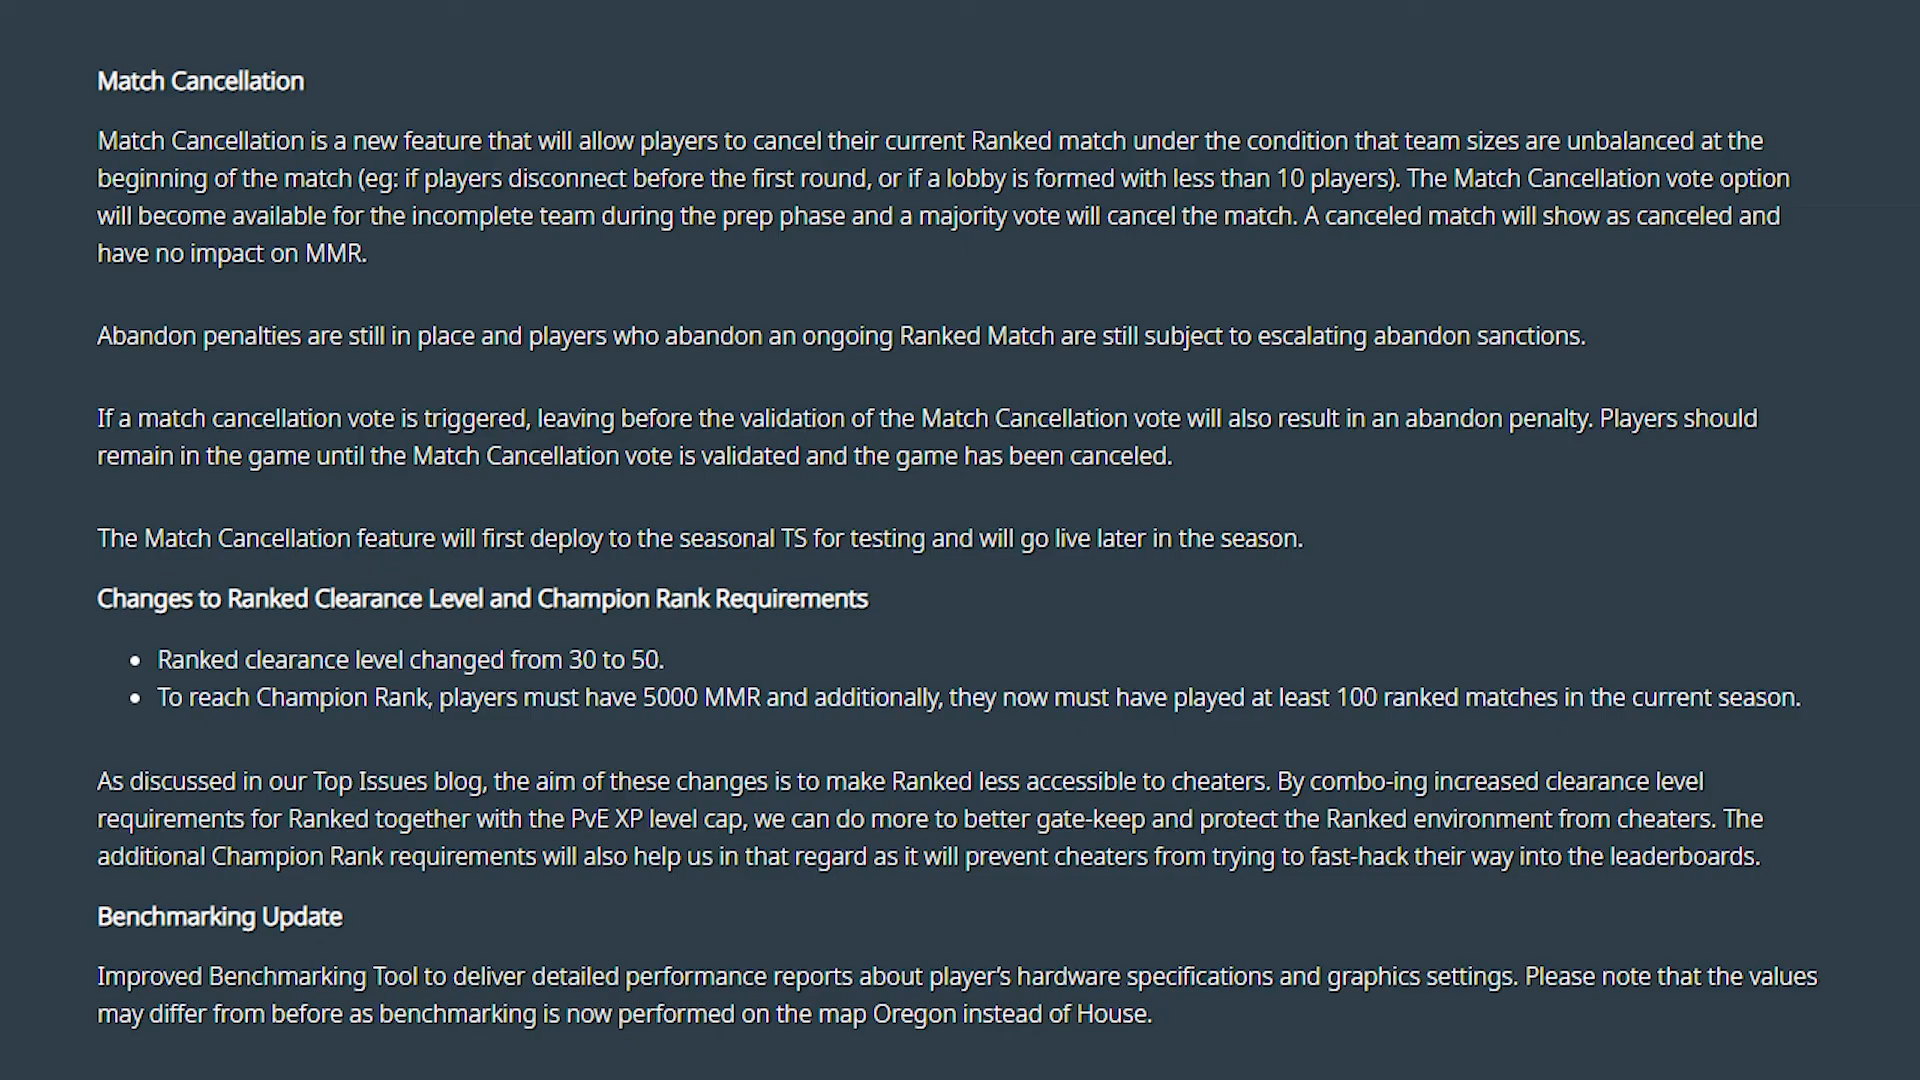 Match Cancellation
Match Cancellation is a new feature that will allow players to cancel their current Ranked match under the condition that team sizes are unbalanced at the
beginning of the match (eg: if players disconnect before the first round, or if a lobby is formed with less than 10 players). The Match Cancellation vote option
will become available for the incomplete team during the prep phase and a majority vote will cancel the match. A canceled match will show as canceled and
have no impact on MMR.
Abandon penalties are still in place and players who abandon an ongoing Ranked Match are still subject to escalating abandon sanctions.
If a match cancellation vote is triggered, leaving before the validation of the Match Cancellation vote will also result in an abandon penalty. Players should
remain in the game until the Match Cancellation vote is validated and the game has been canceled.
The Match Cancellation feature will first deploy to the seasonal TS for testing and will go live later in the season.
Changes to Ranked Clearance Level and Champion Rank Requirements
• Ranked clearance level changed from 30 to 50.
• To reach Champion Rank, players must have 5000 MMR and additionally, they now must have played at least 100 ranked matches in the current season.
As discussed in our Top Issues blog, the aim of these changes is to make Ranked less accessible to cheaters. By combo-ing increased clearance level
requirements for Ranked together with the PvE XP level cap, we can do more to better gate-keep and protect the Ranked environment from cheaters. The
additional Champion Rank requirements will also help us in that regard as it will prevent cheaters from trying to fast-hack their way into the leaderboards.
Benchmarking Update
Improved Benchmarking Tool to deliver detailed performance reports about player’s hardware specifications and graphics settings. Please note that the values
may differ from before as benchmarking is now performed on the map Oregon instead of House.